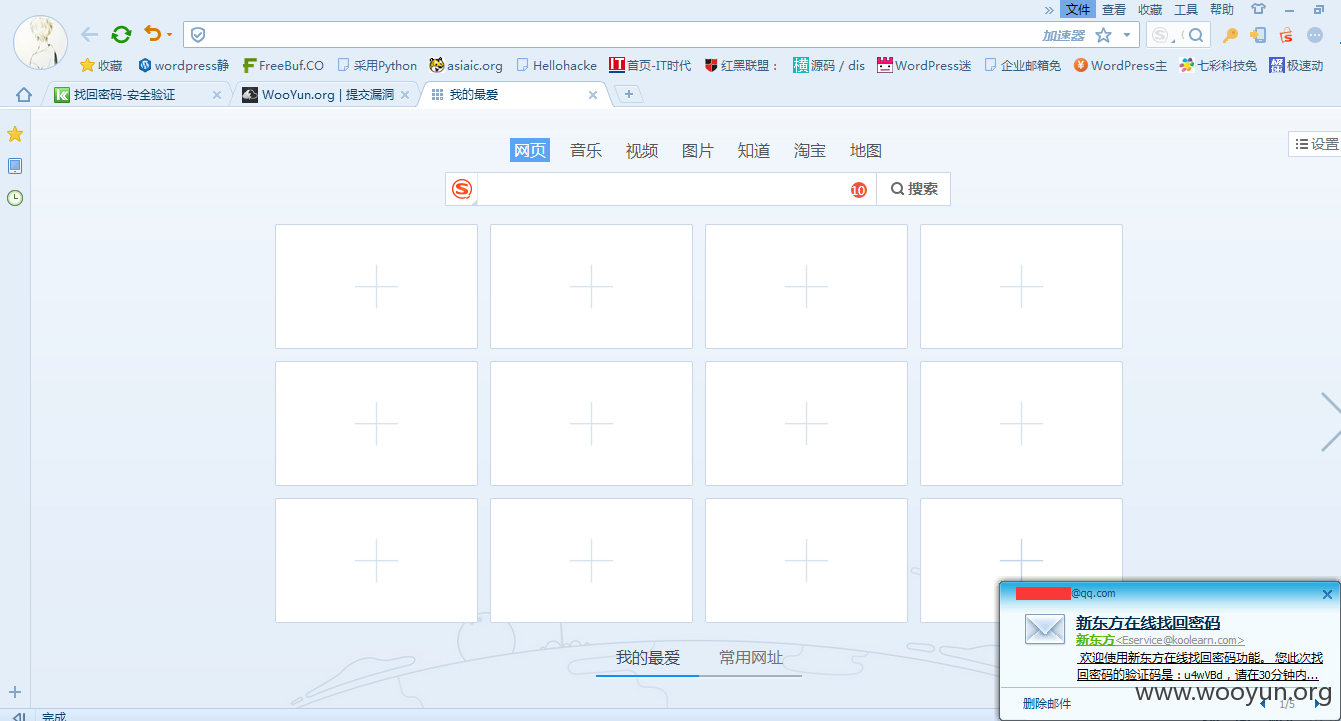 » 文件 查看 收藏 工具 帮助
加速器
收藏 wordpress静 FreeBuf.CO 采用Python asiaic.org Hellohacke 首页-IT时代 红黑联盟： 源码 / dis WordPress迷 企业邮箱免 WordPress主 七彩科技免 极速动
找回密码-安全验证 WooYun.org | 提交漏洞 我的最爱
设置
网页 音乐 视频 图片 知道 淘宝 地图
10 搜索
我的最爱 常用网址
@qq.com
新东方在线找回密码
新东方<Eservice@koolearn.com>
欢迎使用新东方在线找回密码功能。 您此次找
回密码的验证码是：u4wVBd，请在30分钟内...
www.wooyun.org
删除邮件 1/5
完成